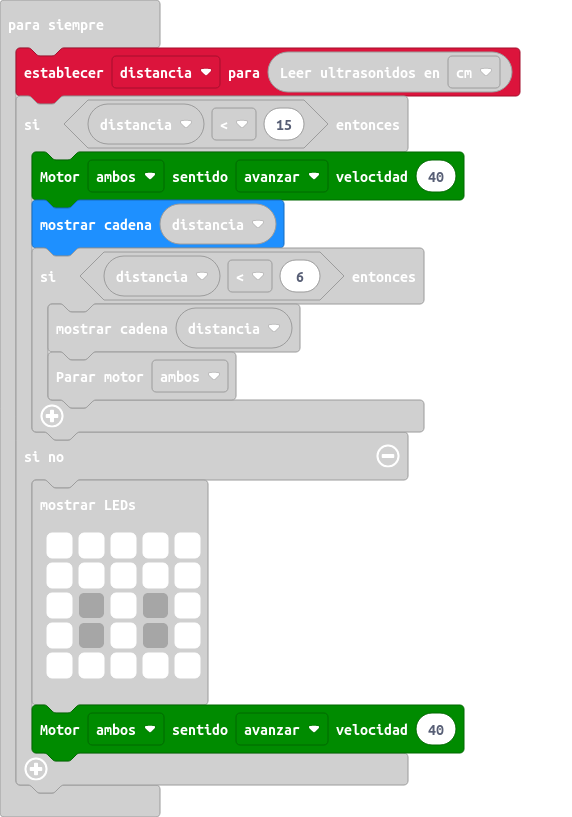 para siempre
establecer distancia para Leer ultrasonidos en cm
si distancia < 15 entonces
Motor ambos sentido avanzar velocidad 40
mostrar cadena distancia
si distancia < 6 entonces
mostrar cadena distancia
Parar motor ambos
si no
mostrar LEDs
Motor ambos sentido avanzar velocidad 40